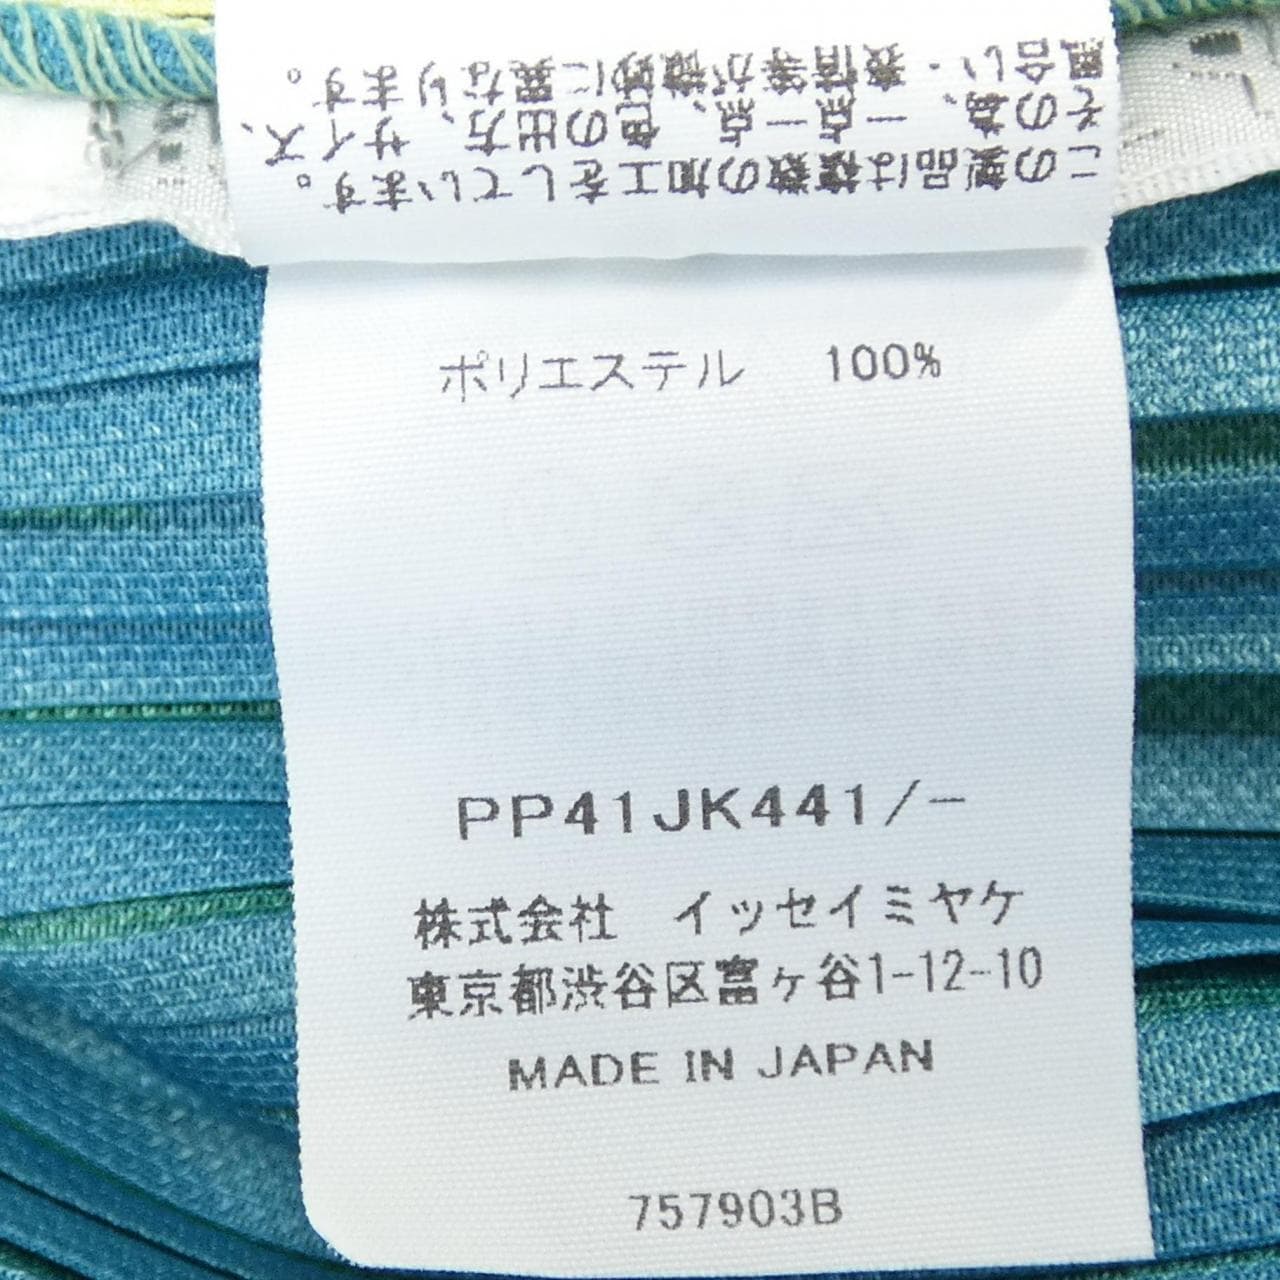 この製品は複数の加工をしています。
その為、一点一点、色の出方、サイズ、
風合い・表情等が微妙に異なります。
ポリエステル 100%
PP41JK441/-
株式会社 イッセイミヤケ
東京都渋谷区富ヶ谷1-12-10
MADE IN JAPAN
757903B